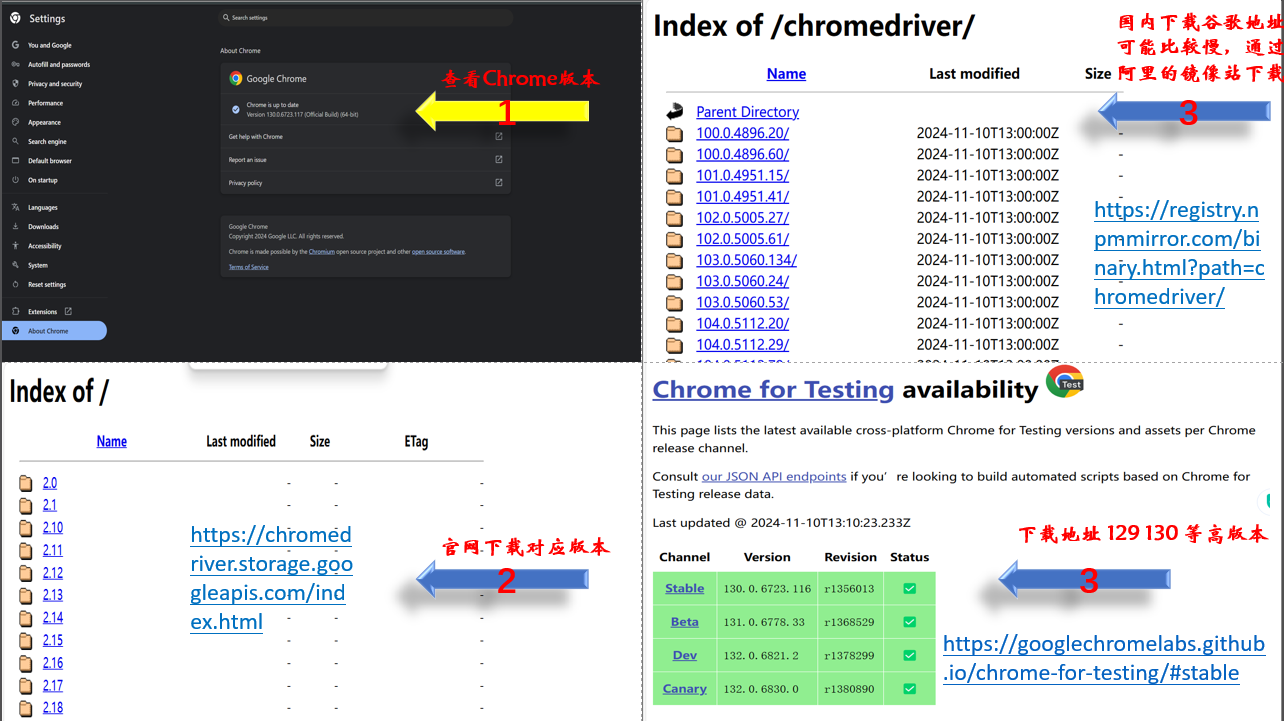 Settings
Search settings
You and Google
Autofill and passwords
Privacy and security
Performance
Appearance
Search engine
Default browser
On startup
Languages
Downloads
Accessibility
System
Reset settings
Extensions
About Chrome
About Chrome
Google Chrome
Chrome is up to date
Version 130.0.6723.117 (Official Build) (64-bit)
Get help with Chrome
Report an issue
Privacy policy
Google Chrome
Copyright 2024 Google LLC. All rights reserved.
Chrome is made possible by the Chromium open source project and other open source software.
Terms of Service
查看Chrome版本
1
Index of /chromedriver/
国内下载谷歌地址
可能比较慢，通过
阿里的镜像站下载
3
Name Last modified Size
Parent Directory
100.0.4896.20/ 2024-11-10T13:00:00Z -
100.0.4896.60/ 2024-11-10T13:00:00Z -
101.0.4951.15/ 2024-11-10T13:00:00Z -
101.0.4951.41/ 2024-11-10T13:00:00Z -
102.0.5005.27/ 2024-11-10T13:00:00Z -
102.0.5005.61/ 2024-11-10T13:00:00Z -
103.0.5060.134/ 2024-11-10T13:00:00Z -
103.0.5060.24/ 2024-11-10T13:00:00Z -
103.0.5060.53/ 2024-11-10T13:00:00Z -
104.0.5112.20/ 2024-11-10T13:00:00Z -
104.0.5112.29/ 2024-11-10T13:00:00Z -
https://registry.n
pmmirror.com/bi
nary.html?path=c
hromedriver/
Index of /
Name Last modified Size ETag
2.0 - - -
2.1 - - -
2.10 - - -
2.11 - - -
2.12 - - -
2.13 - - -
2.14 - - -
2.15 - - -
2.16 - - -
2.17 - - -
2.18 - - -
https://chromed
river.storage.goo
gleapis.com/ind
ex.html
官网下载对应版本
2
Chrome for Testing availability
Test
This page lists the latest available cross-platform Chrome for Testing versions and assets per Chrome
release channel.
Consult our JSON API endpoints if you’re looking to build automated scripts based on Chrome for
Testing release data.
Last updated @ 2024-11-10T13:10:23.233Z
Channel Version Revision Status
Stable 130.0.6723.116 r1356013
Beta 131.0.6778.33 r1368529
Dev 132.0.6821.2 r1378299
Canary 132.0.6830.0 r1380890
下载地址 129 130 等高版本
3
https://googlechromelabs.github
.io/chrome-for-testing/#stable